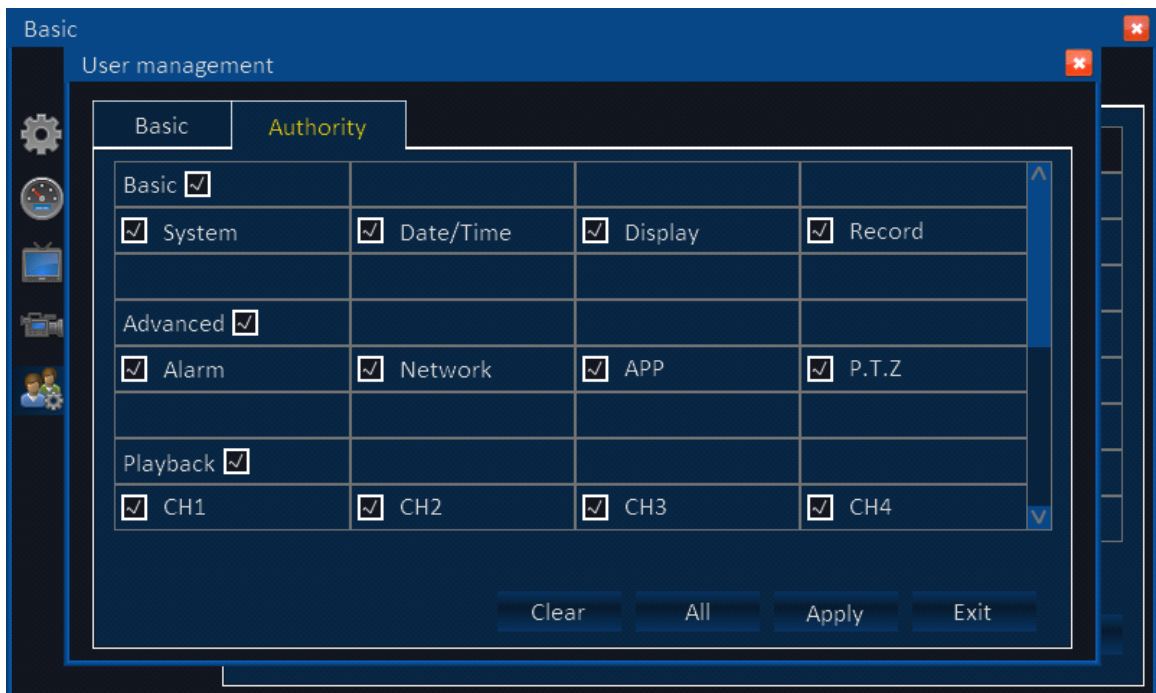 Basic
User management
Basic Authority
Basic
System Date/Time Display Record
Advanced
Alarm Network APP P.T.Z
Playback
CH1 CH2 CH3 CH4
Clear All Apply Exit